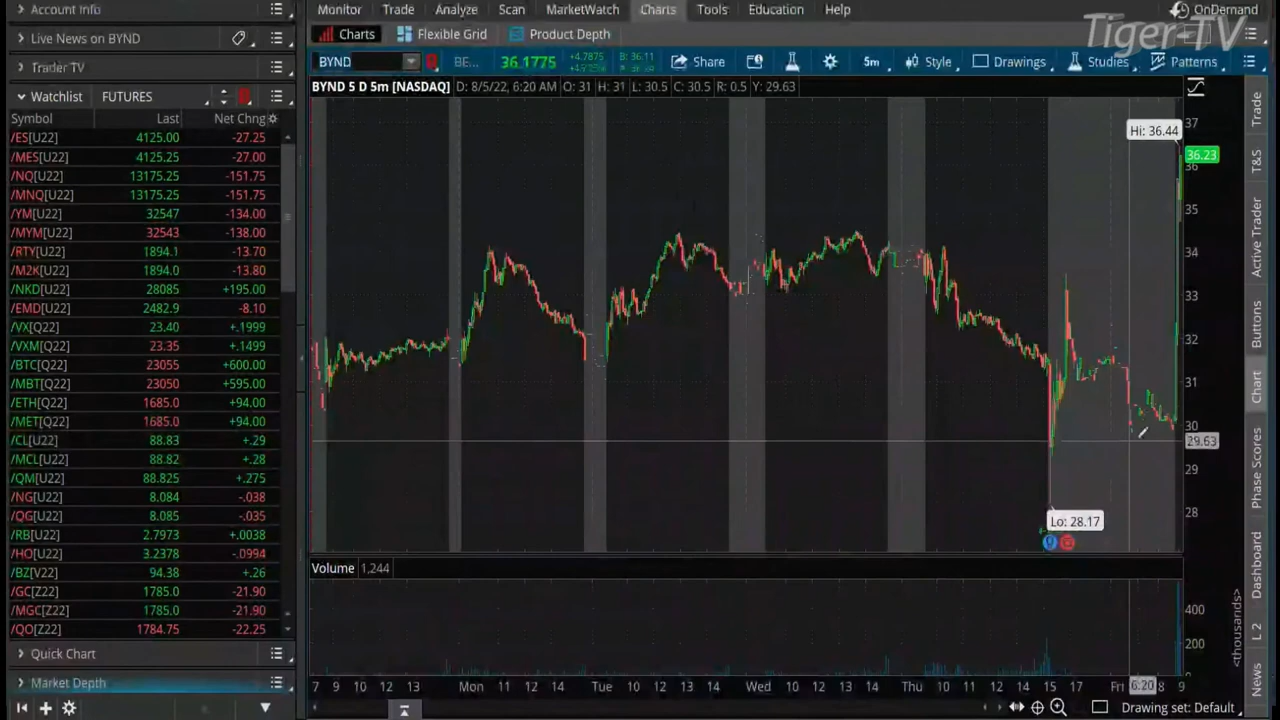 Account Info
Live News on BYND
Trader TV
Watchlist FUTURES
Symbol Last Net Chng
/ES[U22] 4125.00 -27.25
/MES[U22] 4125.25 -27.00
/NQ[U22] 13175.25 -151.75
/MNQ[U22] 13175.25 -151.75
/YM[U22] 32547 -134.00
/MYM[U22] 32543 -138.00
/RTY[U22] 1894.1 -13.70
/M2K[U22] 1894.0 -13.80
/NKD[U22] 28085 +195.00
/EMD[U22] 2482.9 -8.10
/VX[Q22] 23.40 +.1999
/VXM[Q22] 23.35 +.1499
/BTC[Q22] 23055 +600.00
/MBT[Q22] 23050 +595.00
/ETH[Q22] 1685.0 +94.00
/MET[Q22] 1685.0 +94.00
/CL[U22] 88.83 +.29
/MCL[U22] 88.82 +.28
/QM[U22] 88.825 +.275
/NG[U22] 8.084 -.038
/QG[U22] 8.085 -.035
/RB[U22] 2.7973 +.0038
/HO[U22] 3.2378 -.0994
/BZ[V22] 94.38 +.26
/GC[Z22] 1785.0 -21.90
/MGC[Z22] 1785.0 -21.90
/QO[Z22] 1784.75 -22.25
Quick Chart
Market Depth
Monitor Trade Analyze Scan MarketWatch Charts Tools Education Help
OnDemand
Tiger-TV
Charts Flexible Grid Product Depth
BYND BE... 36.1775 +4.7875 B: 36.11 Share 5m Style Drawings Studies Patterns
BYND 5 D 5m [NASDAQ] D: 8/5/22, 6:20 AM O: 31 H: 31 L: 30.5 C: 30.5 R: 0.5 Y: 29.63
Hi: 36.44
37
36.23
36
35
34
33
32
31
30
29.63
29
28
Lo: 28.17
Volume 1,244
400
200
<thousands>
7 9 10 12 13 Mon 11 12 14 Tue 10 12 13 14 Wed 10 12 13 14 Thu 10 11 12 13 15 17 Fri 6:20 8 9
Drawing set: Default
Trade
T&S
Active Trader
Buttons
Chart
Phase Scores
Dashboard
L 2
News